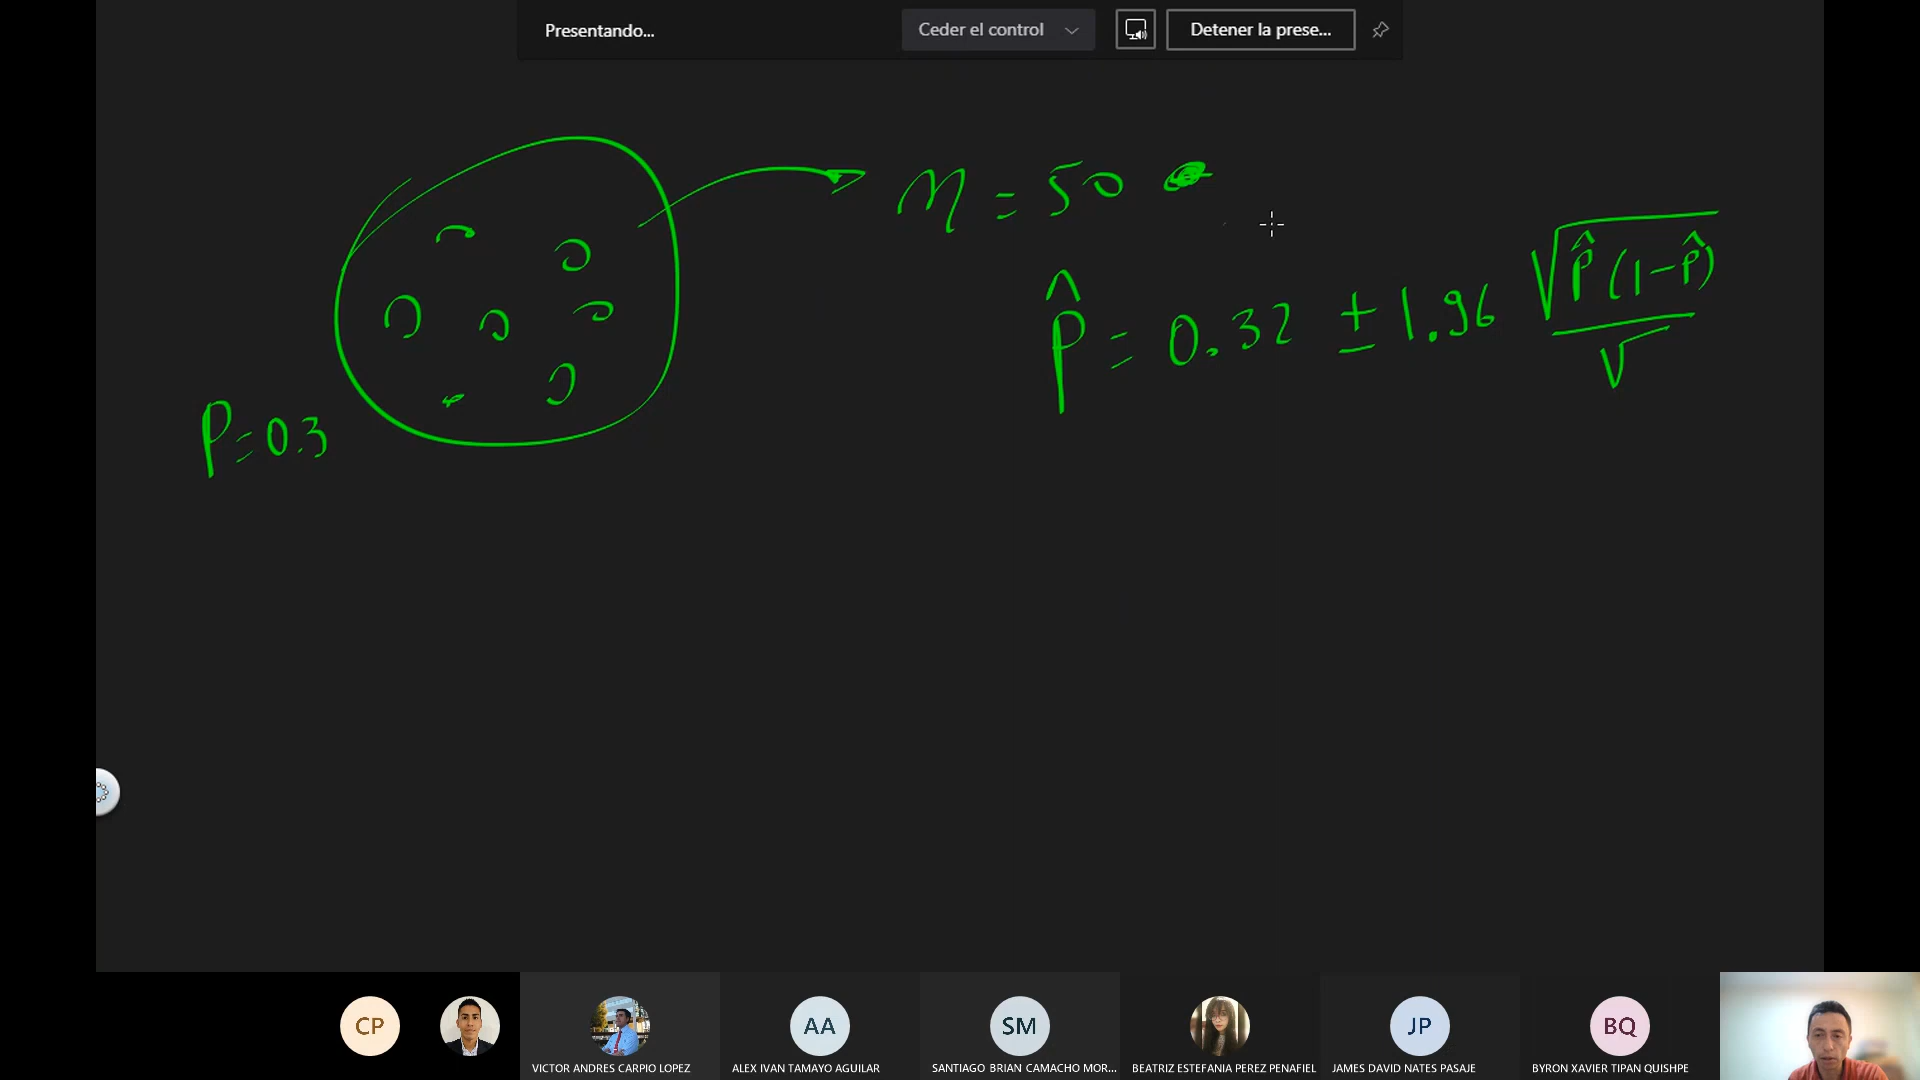 Presentando...
Ceder el control
Detener la prese...
n = 50
P̂ = 0.32 ± 1.96 √P̂(1-P̂) / √
P=0.3
CP
AA
SM
JP
BQ
VICTOR ANDRES CARPIO LOPEZ
ALEX IVAN TAMAYO AGUILAR
SANTIAGO BRIAN CAMACHO MOR...
BEATRIZ ESTEFANIA PEREZ PENAFIEL
JAMES DAVID NATES PASAJE
BYRON XAVIER TIPAN QUISHPE